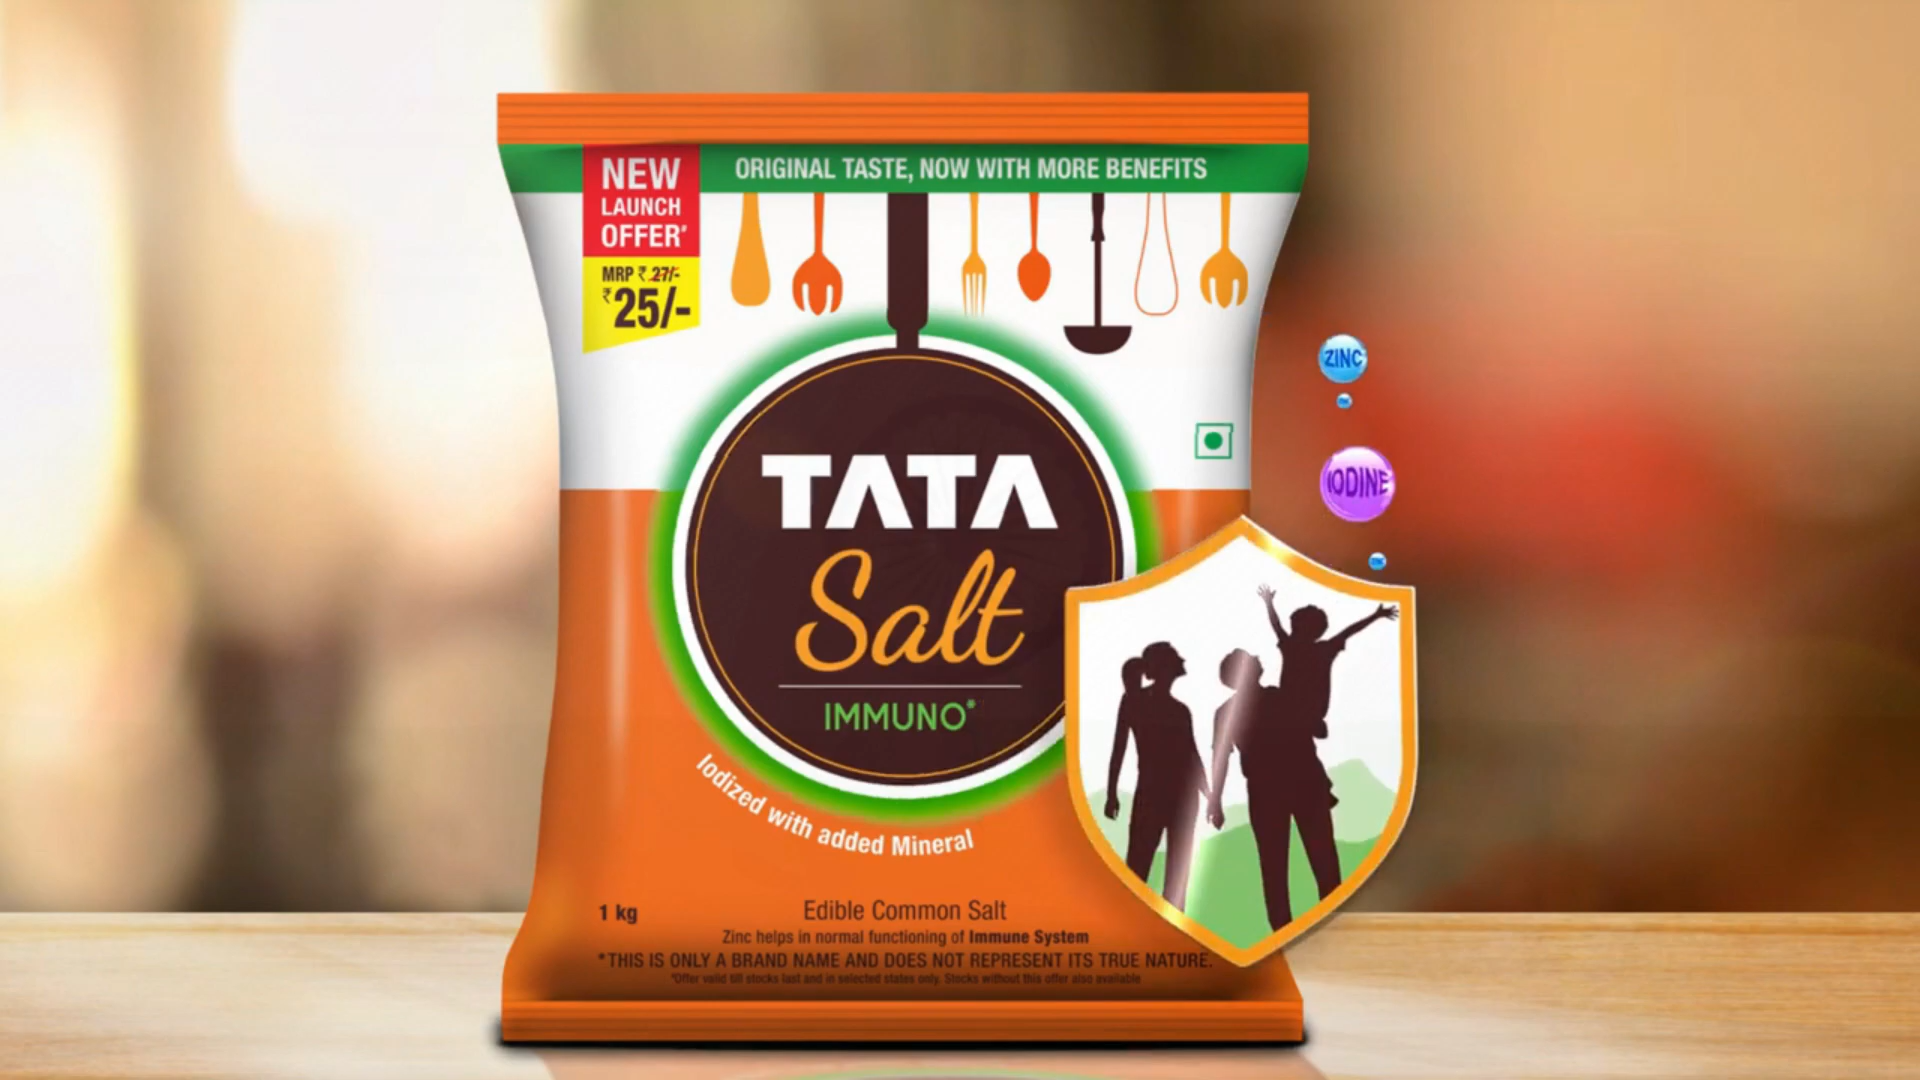 NEW
LAUNCH
OFFER#
MRP ₹ 27/-
₹25/-
ORIGINAL TASTE, NOW WITH MORE BENEFITS
ZINC
IODINE
TATA
Salt
IMMUNO*
Iodized with added Mineral
1 kg
Edible Common Salt
Zinc helps in normal functioning of Immune System
*THIS IS ONLY A BRAND NAME AND DOES NOT REPRESENT ITS TRUE NATURE.
#Offer valid till stocks last and in selected states only. Stocks without this offer also available